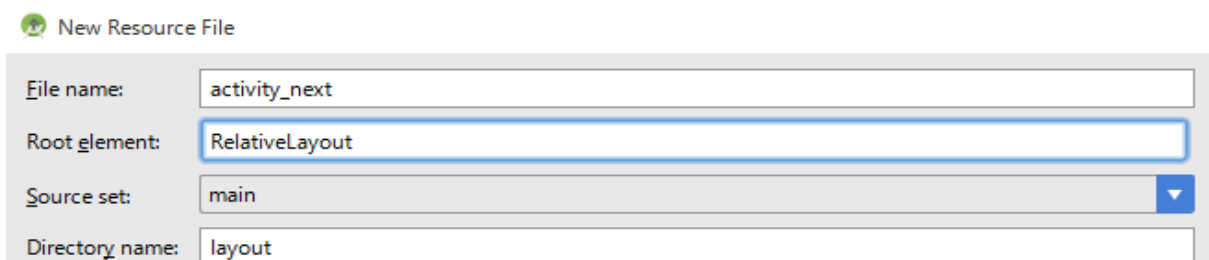 New Resource File
File name: activity_next
Root element: RelativeLayout
Source set: main
Directory name: layout